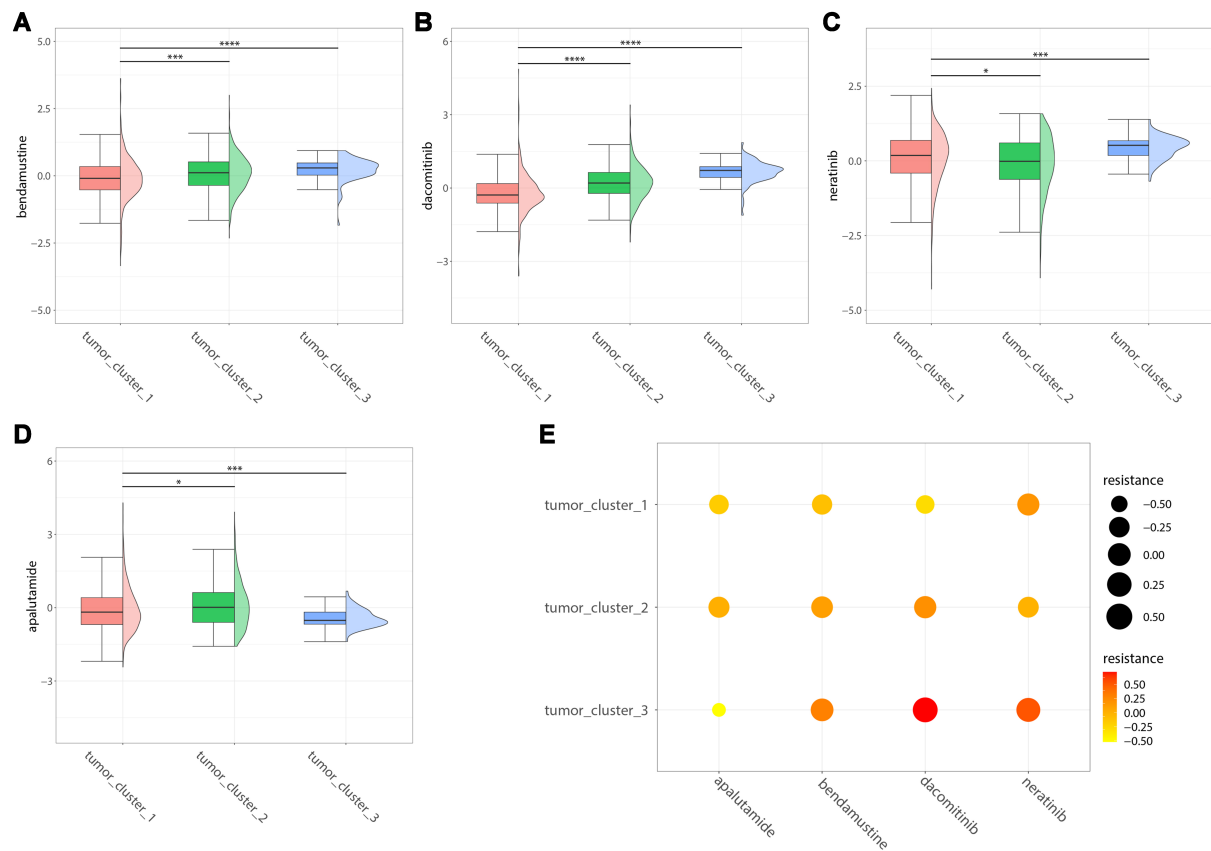 A
bendamustine
5.0
2.5
0.0
−2.5
−5.0
****
***
tumor_cluster_1
tumor_cluster_2
tumor_cluster_3
B
dacomitinib
6
3
0
−3
****
****
tumor_cluster_1
tumor_cluster_2
tumor_cluster_3
C
neratinib
2.5
0.0
−2.5
−5.0
***
*
tumor_cluster_1
tumor_cluster_2
tumor_cluster_3
D
apalutamide
6
3
0
−3
***
*
tumor_cluster_1
tumor_cluster_2
tumor_cluster_3
E
tumor_cluster_1
tumor_cluster_2
tumor_cluster_3
apalutamide
bendamustine
dacomitinib
neratinib
resistance
−0.50
−0.25
0.00
0.25
0.50
resistance
0.50
0.25
0.00
−0.25
−0.50